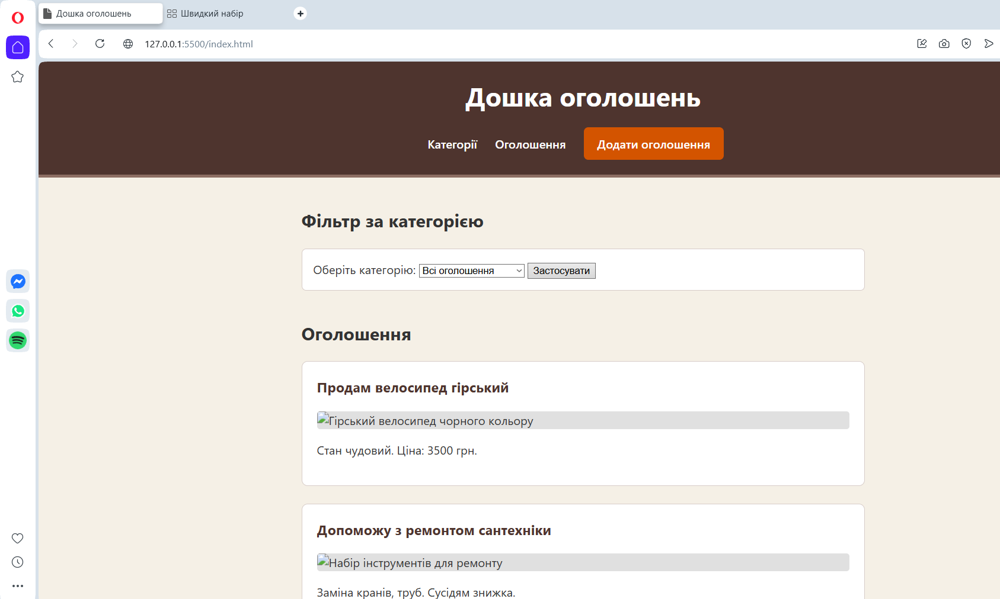 Дошка оголошень
Швидкий набір
127.0.0.1:5500/index.html
Дошка оголошень
Категорії Оголошення Додати оголошення
Фільтр за категорією
Оберіть категорію: Всі оголошення Застосувати
Оголошення
Продам велосипед гірський
Гірський велосипед чорного кольору
Стан чудовий. Ціна: 3500 грн.
Допоможу з ремонтом сантехніки
Набір інструментів для ремонту
Заміна кранів, труб. Сусідям знижка.